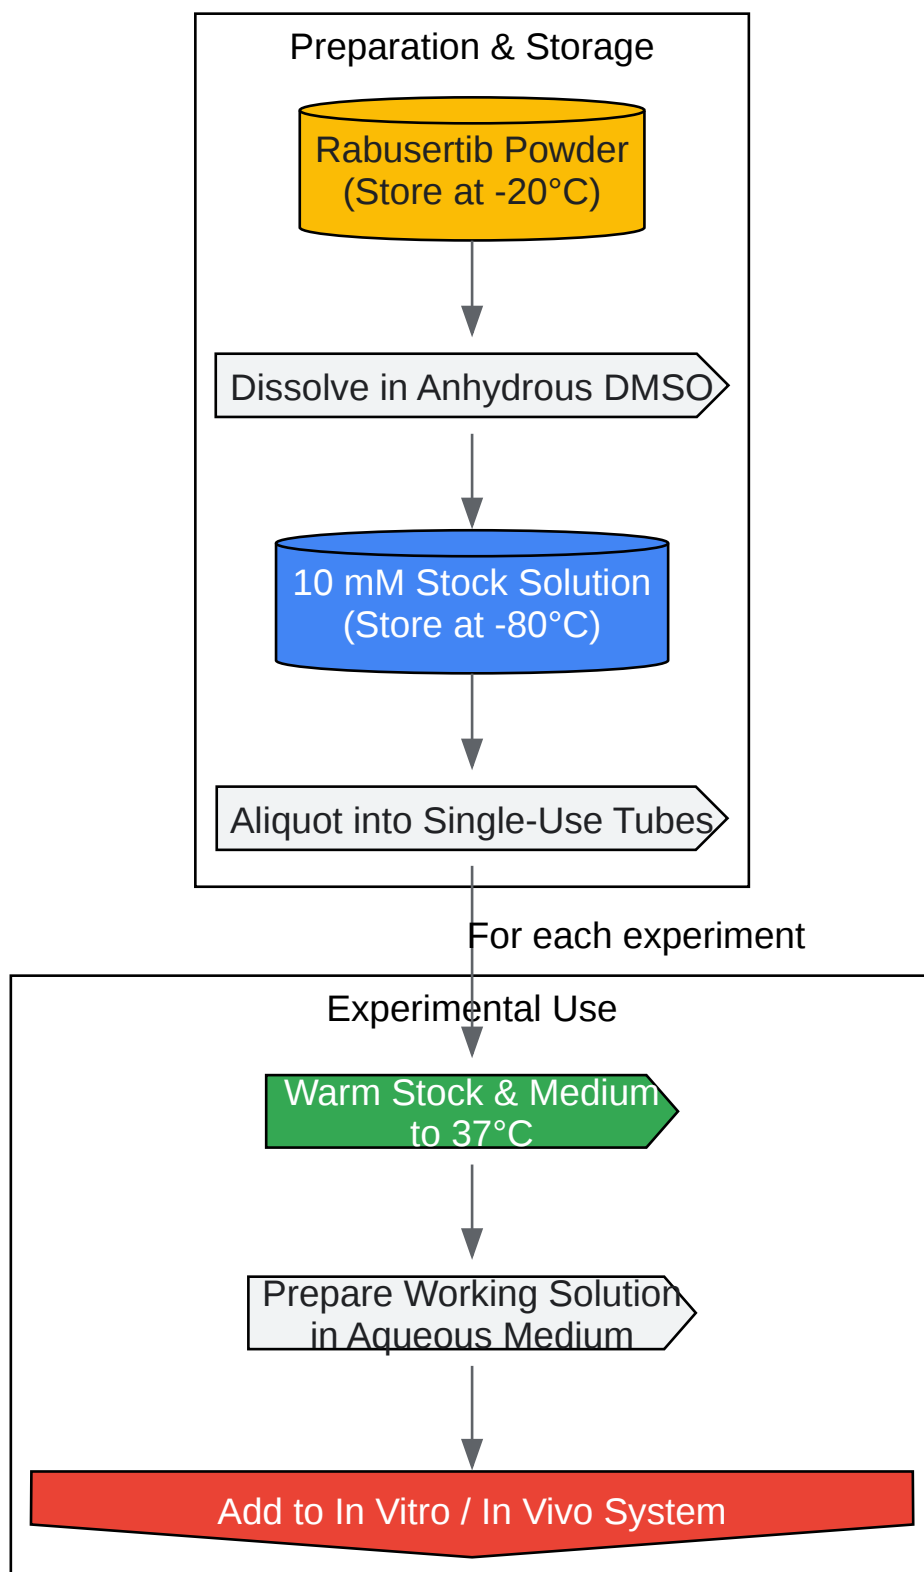 Preparation & Storage
Rabusertib Powder
(Store at -20°C)
Dissolve in Anhydrous DMSO
10 mM Stock Solution
(Store at -80°C)
Aliquot into Single-Use Tubes
For each experiment
Experimental Use
Warm Stock & Medium
to 37°C
Prepare Working Solution
in Aqueous Medium
Add to In Vitro / In Vivo System